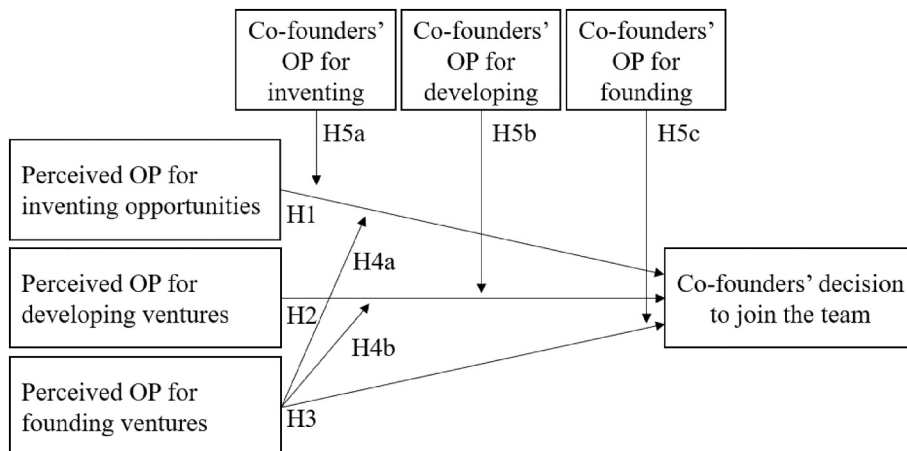 Co-founders’
OP for
inventing
Co-founders’
OP for
developing
Co-founders’
OP for
founding
H5a
H5b
H5c
Perceived OP for
inventing opportunities
H1
H4a
Perceived OP for
developing ventures
H2
H4b
Perceived OP for
founding ventures
H3
Co-founders’ decision
to join the team